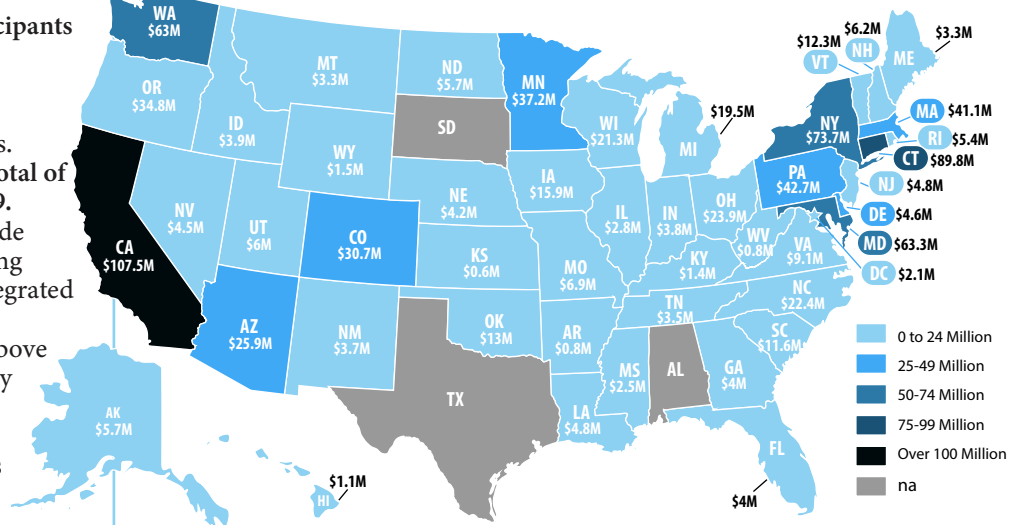 cipants
s.
otal of
9.
de
ng
egrated
bove
y
s
WA
$63M
OR
$34.8M
CA
$107.5M
ID
$3.9M
NV
$4.5M
MT
$3.3M
WY
$1.5M
UT
$6M
AZ
$25.9M
CO
$30.7M
NM
$3.7M
ND
$5.7M
SD
NE
$4.2M
KS
$0.6M
OK
$13M
TX
MN
$37.2M
IA
$15.9M
MO
$6.9M
AR
$0.8M
LA
$4.8M
WI
$21.3M
IL
$2.8M
MI
$19.5M
IN
$3.8M
OH
$23.9M
KY
$1.4M
TN
$3.5M
MS
$2.5M
AL
GA
$4M
FL
$4M
SC
$11.6M
NC
$22.4M
VA
$9.1M
WV
$0.8M
PA
$42.7M
NY
$73.7M
$12.3M
VT
$6.2M
NH
ME
$3.3M
MA $41.1M
RI $5.4M
CT $89.8M
NJ $4.8M
DE $4.6M
MD $63.3M
DC $2.1M
AK
$5.7M
HI
$1.1M
0 to 24 Million
25-49 Million
50-74 Million
75-99 Million
Over 100 Million
na